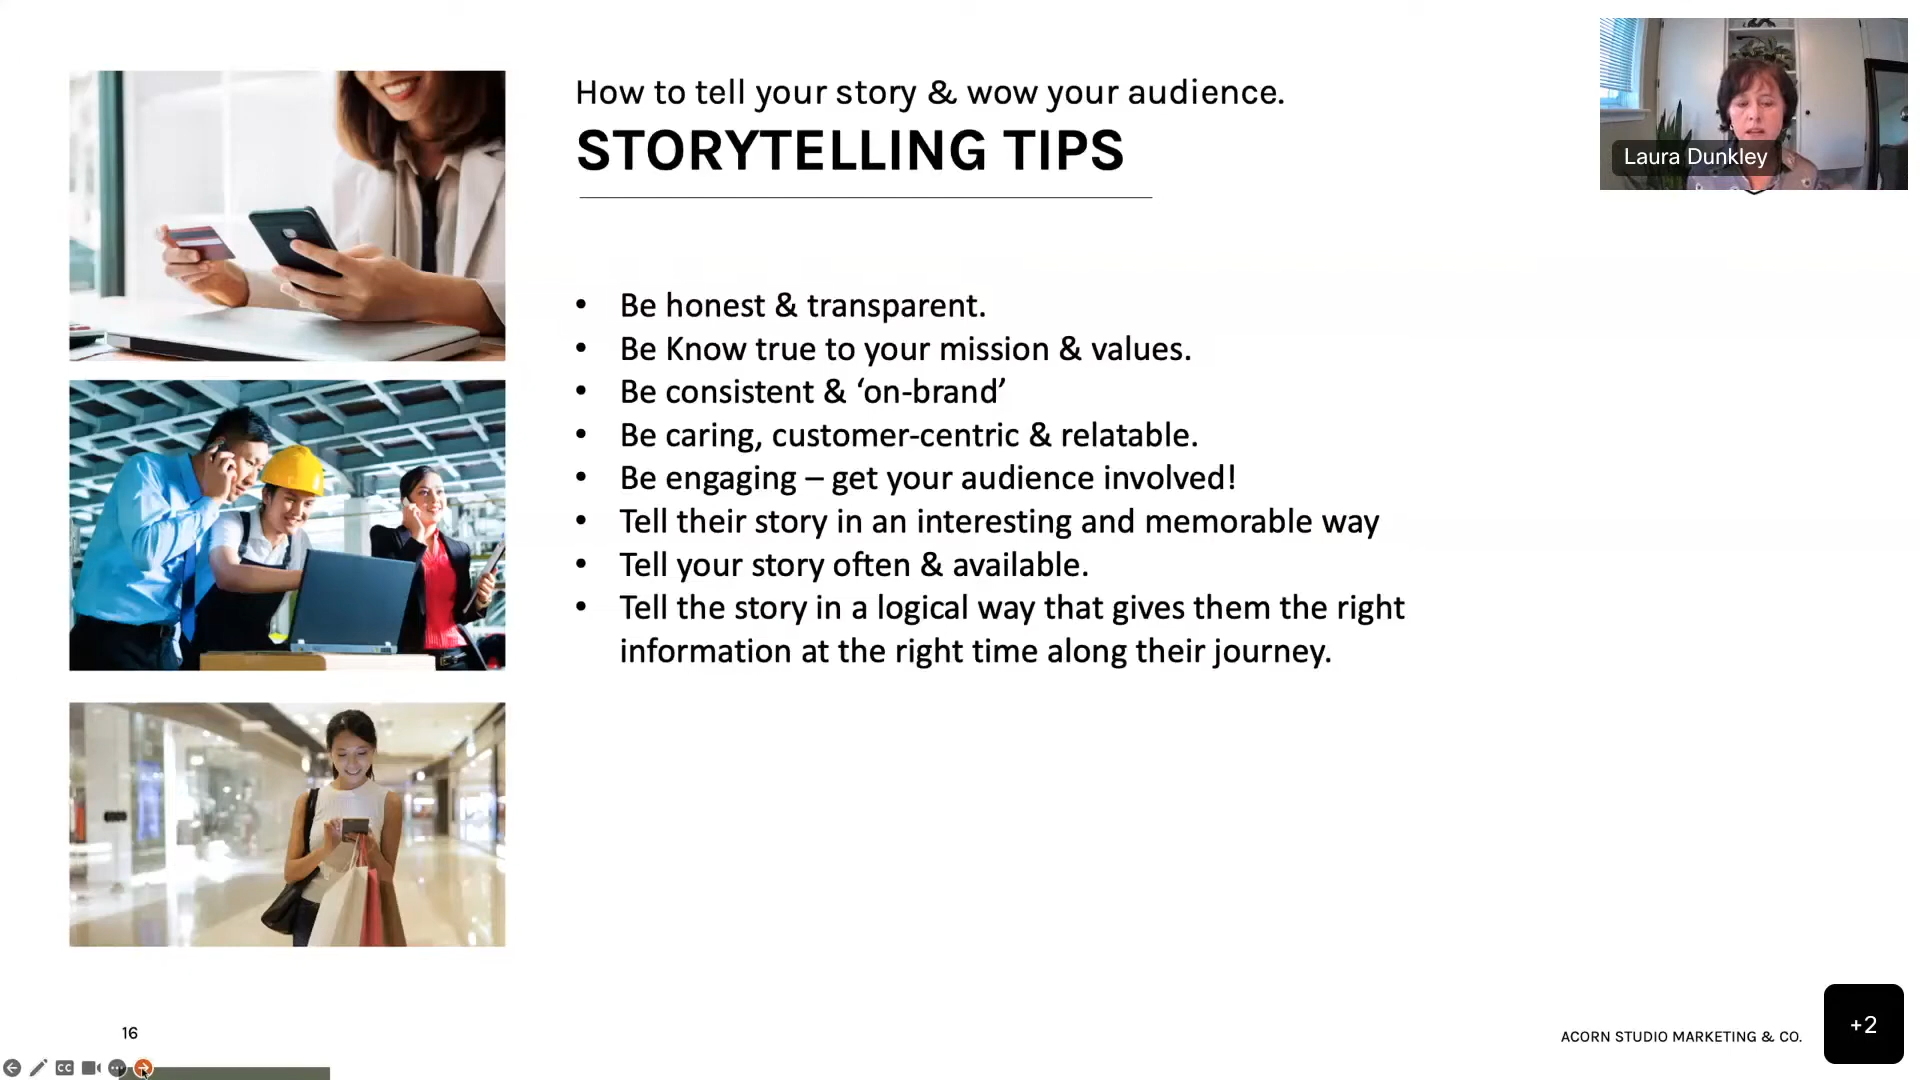 How to tell your story & wow your audience.
STORYTELLING TIPS
Laura Dunkley
• Be honest & transparent.
• Be Know true to your mission & values.
• Be consistent & ‘on-brand’
• Be caring, customer-centric & relatable.
• Be engaging – get your audience involved!
• Tell their story in an interesting and memorable way
• Tell your story often & available.
• Tell the story in a logical way that gives them the right
information at the right time along their journey.
16
ACORN STUDIO MARKETING & CO.
+2
CC